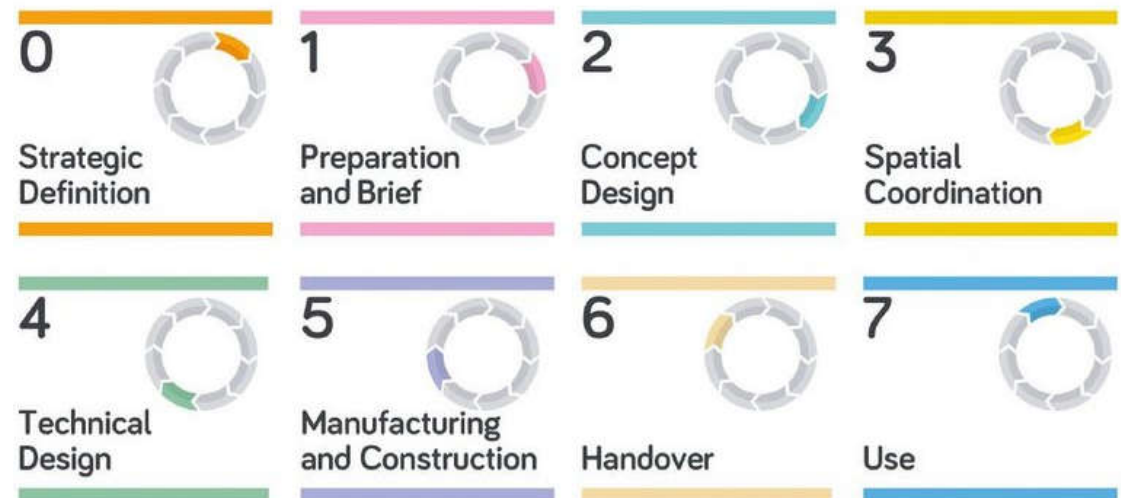 0
Strategic
Definition
1
Preparation
and Brief
2
Concept
Design
3
Spatial
Coordination
4
Technical
Design
5
Manufacturing
and Construction
6
Handover
7
Use